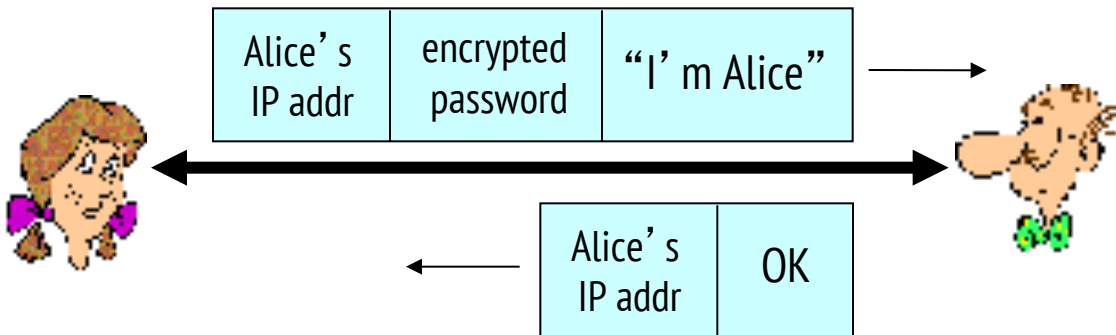 Alice’s
IP addr
encrypted
password
“I’m Alice”
Alice’s
IP addr
OK